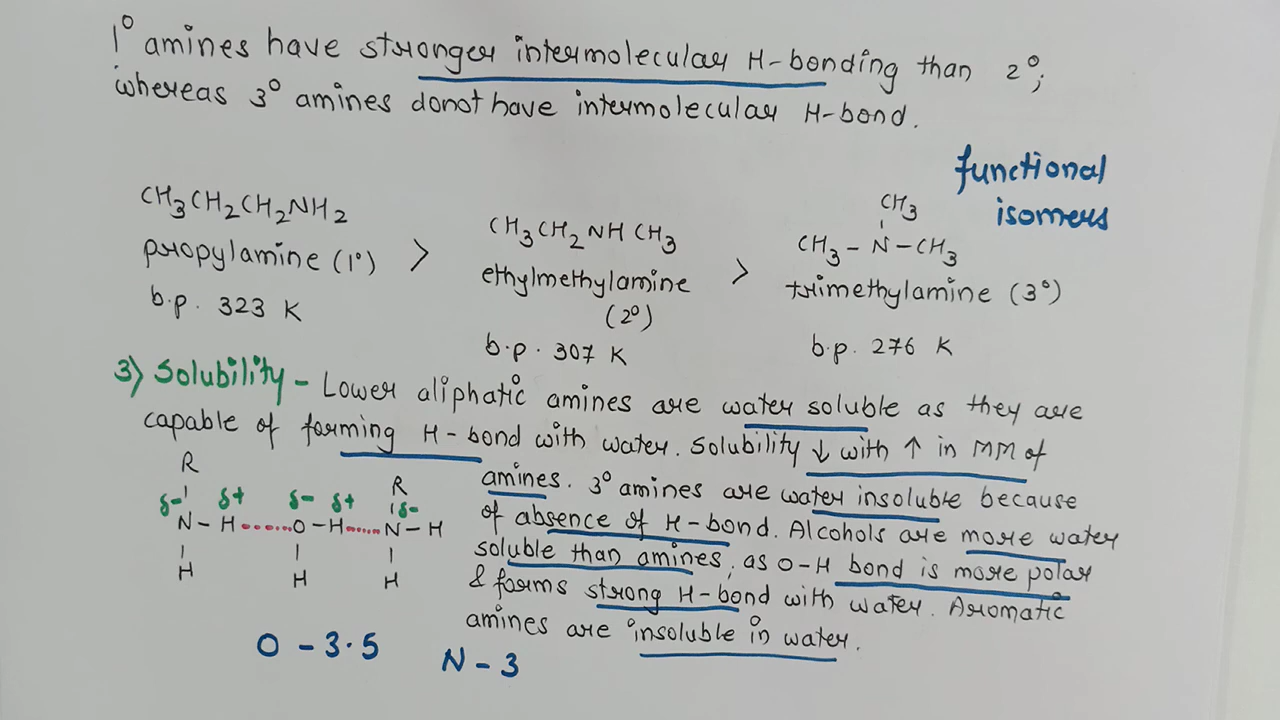 1° amines have stronger intermolecular H-bonding than 2°;
whereas 3° amines donot have intermolecular H-bond.
functional
isomers
CH3CH2CH2NH2
propylamine (1°)
b.p. 323 K
>
CH3CH2NHCH3
ethylmethylamine
(2°)
b.p. 307 K
>
CH3
CH3-N-CH3
trimethylamine (3°)
b.p. 276 K
3) Solubility - Lower aliphatic amines are water soluble as they are
capable of forming H-bond with water. Solubility ↓ with ↑ in MM of
amines. 3° amines are water insoluble because
of absence of H-bond. Alcohols are more water
soluble than amines, as O-H bond is more polar
& forms strong H-bond with water. Aromatic
amines are insoluble in water.
R R
δ- δ+ δ- δ+ δ-
N-H......O-H......N-H
H H H
O - 3.5 N - 3